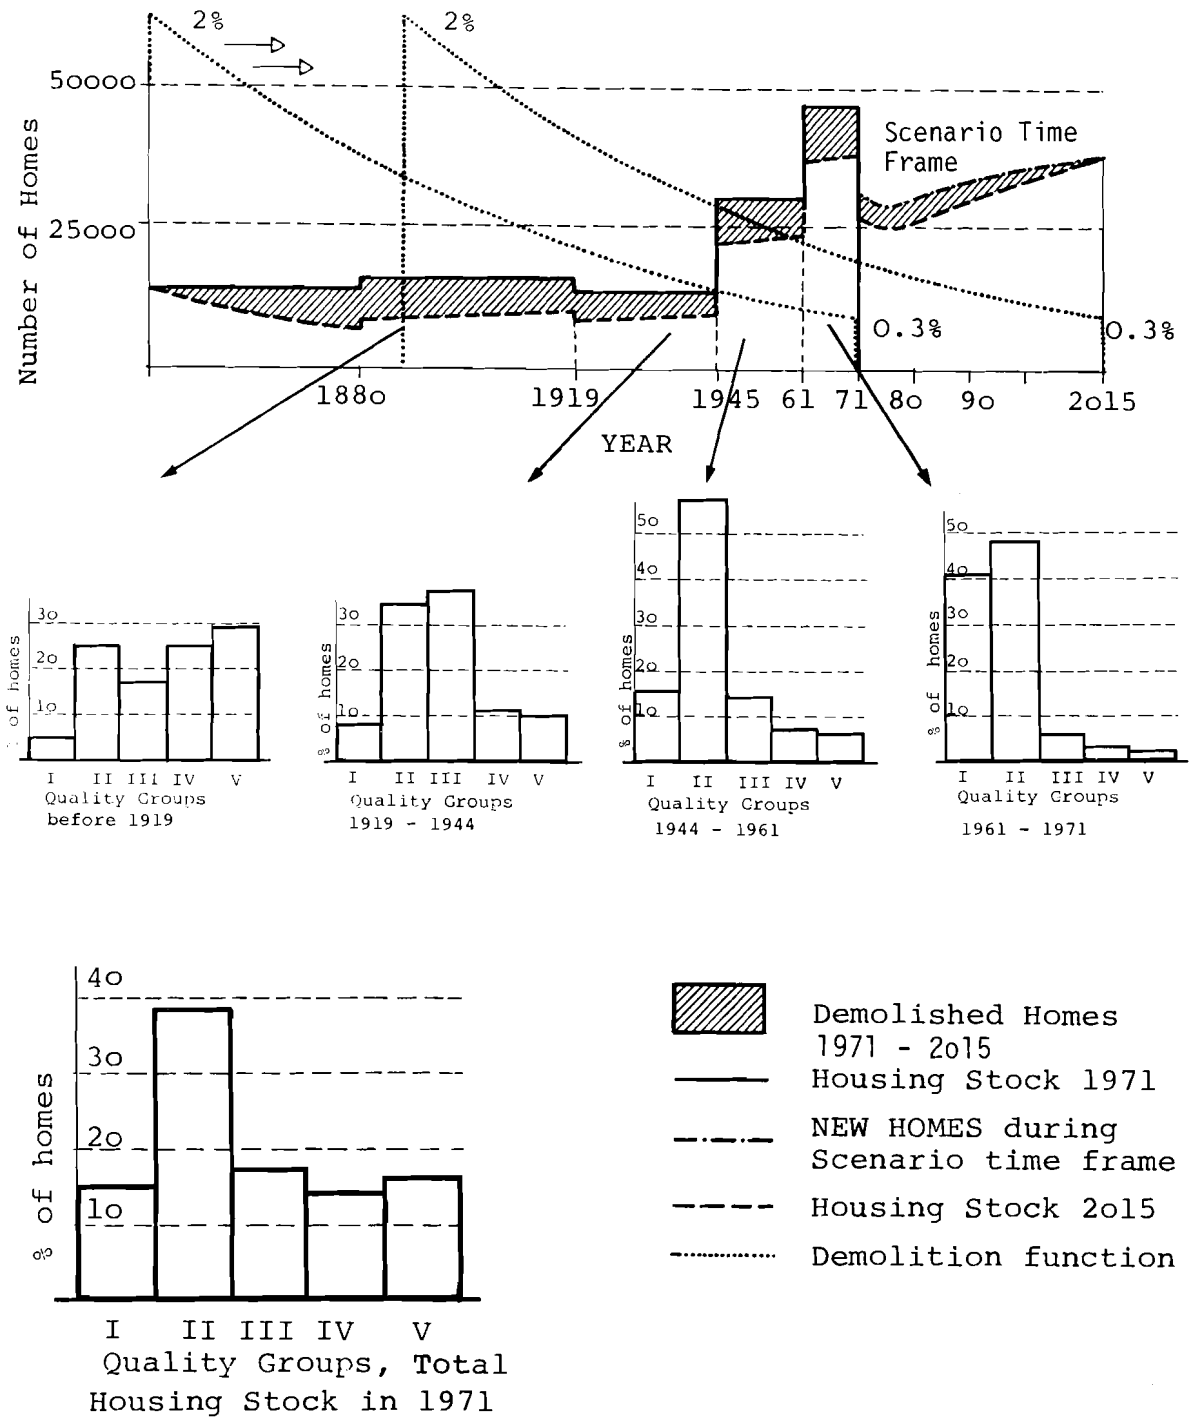 2%
2%
50000
25000
Number of Homes
Scenario Time
Frame
0.3%
0.3%
1880
1919
1945
61
71
80
90
2015
YEAR
30
20
10
of homes
I II III IV V
Quality Groups
before 1919
30
20
10
% of homes
I II III IV V
Quality Groups
1919 - 1944
50
40
30
20
10
% of homes
I II III IV V
Quality Groups
1944 - 1961
50
40
30
20
10
% of homes
I II III IV V
Quality Groups
1961 - 1971
40
30
20
10
% of homes
I II III IV V
Quality Groups, Total
Housing Stock in 1971
Demolished Homes
1971 - 2015
Housing Stock 1971
NEW HOMES during
Scenario time frame
Housing Stock 2015
Demolition function